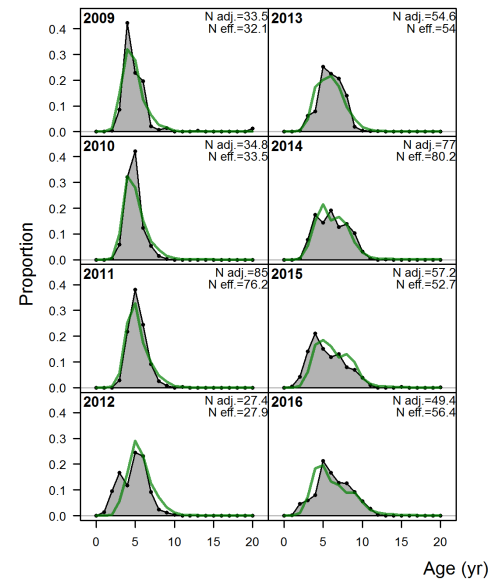 2009 N adj.=33.5
N eff.=32.1
2013 N adj.=54.6
N eff.=54
2010 N adj.=34.8
N eff.=33.5
2014 N adj.=77
N eff.=80.2
2011 N adj.=85
N eff.=76.2
2015 N adj.=57.2
N eff.=52.7
2012 N adj.=27.4
N eff.=27.9
2016 N adj.=49.4
N eff.=56.4
0.4
0.3
0.2
0.1
0.0
0.4
0.3
0.2
0.1
0.0
0.4
0.3
0.2
0.1
0.0
0.4
0.3
0.2
0.1
0.0
Proportion
0 5 10 15 20 0 5 10 15 20
Age (yr)